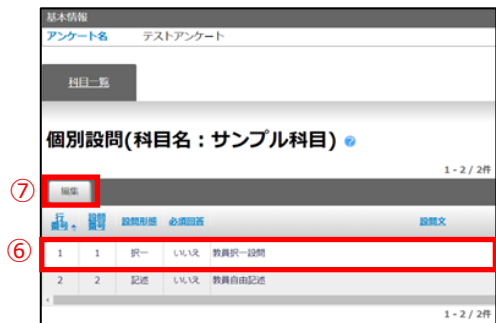 基本情報
アンケート名 テストアンケート
科目一覧
個別設問(科目名：サンプル科目)
1 - 2 / 2件
⑦ 編集
行番号 設問番号 設問形態 必須回答 設問文
⑥ 1 1 択一 いいえ 教員択一設問
2 2 記述 いいえ 教員自由記述
1 - 2 / 2件